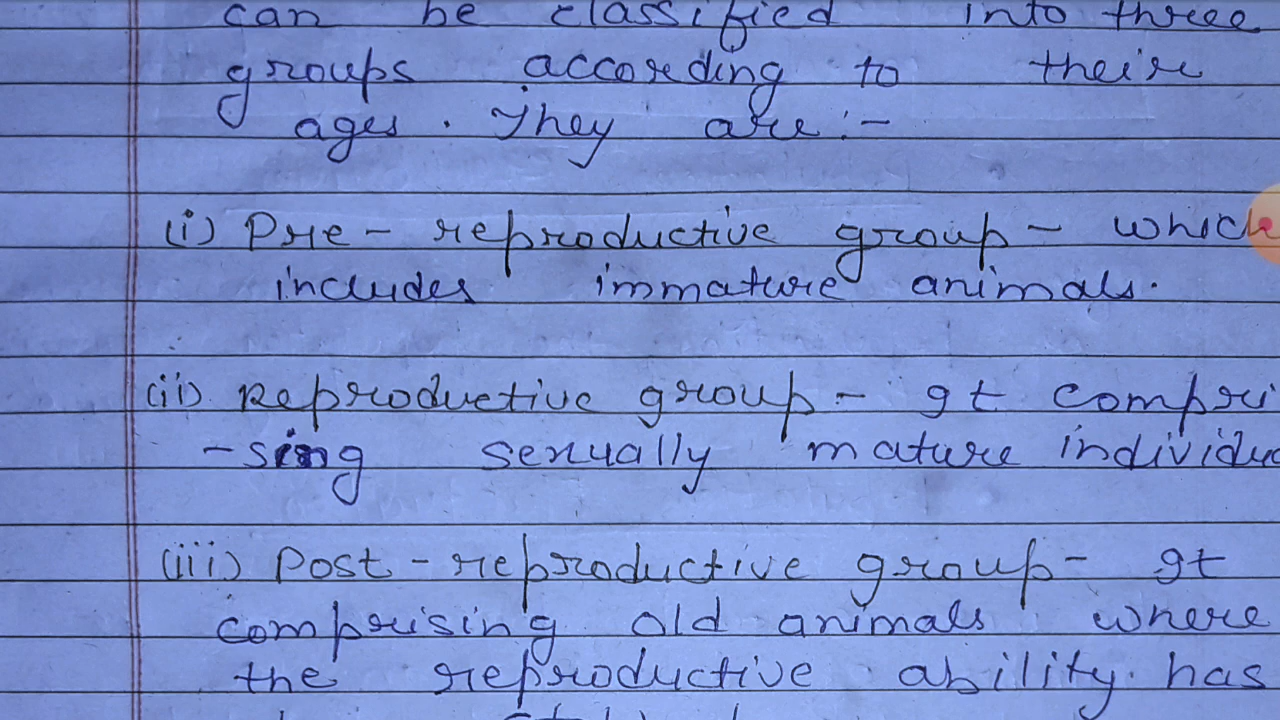 can be classified into three
groups according to their
ages. They are:-
(i) Pre-reproductive group- which
includes immature animals.
(ii) Reproductive group- It compri
-sing sexually mature
(iii) Post-reproductive group- It
comprising old animals where
the reproductive ability has